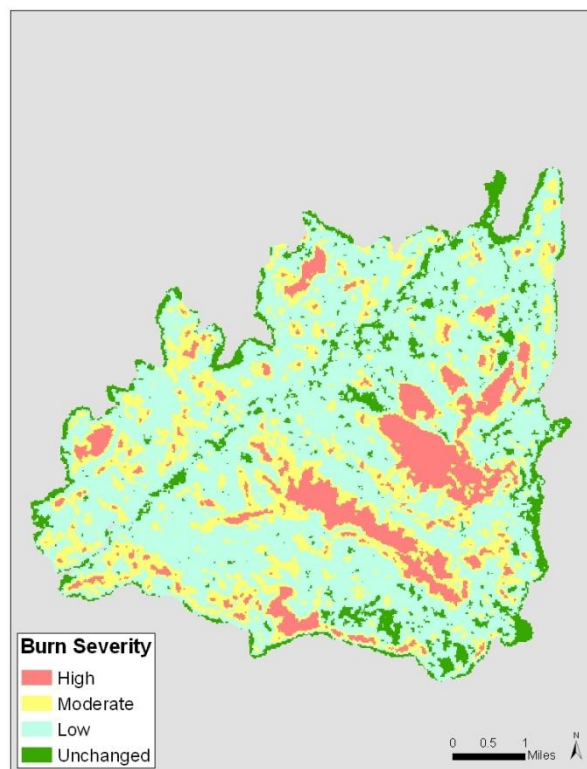 Burn Severity
High
Moderate
Low
Unchanged
0 0.5 1
Miles
N